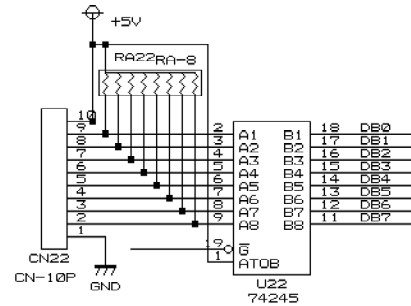 +5V
RA22 RA-8
10
9
8
7
6
5
4
3
2
1
2 A1 B1 18 DB0
3 A2 B2 17 DB1
4 A3 B3 16 DB2
5 A4 B4 15 DB3
6 A5 B5 14 DB4
7 A6 B6 13 DB5
8 A7 B7 12 DB6
9 A8 B8 11 DB7
19 G
1 ATOB
CN22
CN-10P
GND
U22
74245